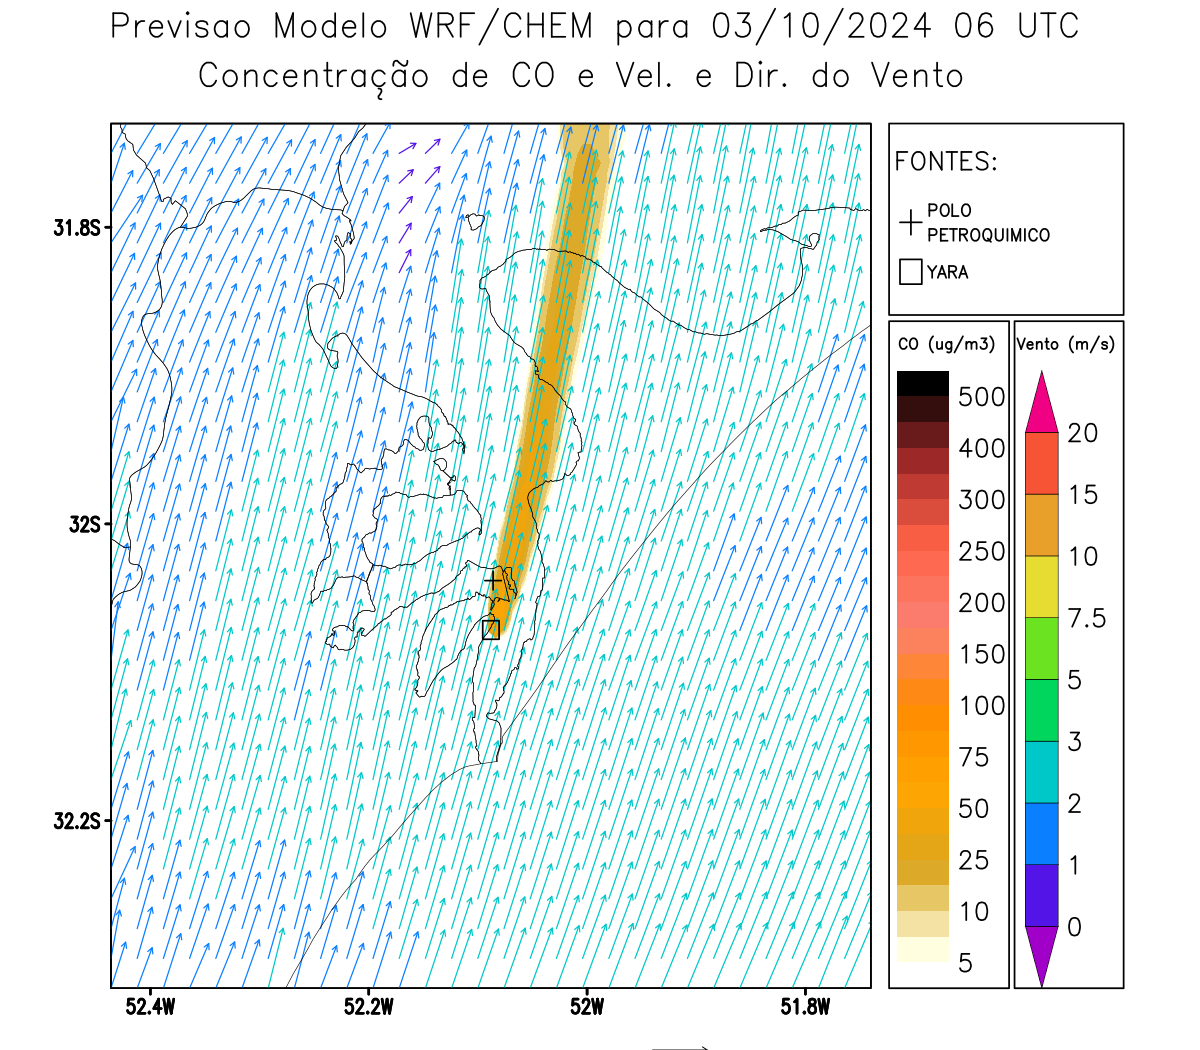 Previsao Modelo WRF/CHEM para 03/10/2024 06 UTC
Concentração de CO e Vel. e Dir. do Vento
FONTES:
POLO
PETROQUIMICO
YARA
CO (ug/m3)
500
400
300
250
200
150
100
75
50
25
10
5
Vento (m/s)
20
15
10
7.5
5
3
2
1
0
31.8S
32S
32.2S
52.4W
52.2W
52W
51.8W